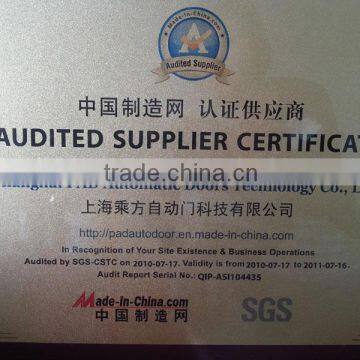 Made-in-China.com
Audited Supplier
中国制造网 认证供应商
AUDITED SUPPLIER CERTIFICAT
trade.china.cn
Shanghai PAD Automatic Doors Technology Co., L
上海乘方自动门科技有限公司
http://padautodoor.en.made-in-china.com
In Recognition of Your Site Existence & Business Operations
Audited by SGS-CSTC on 2010-07-17. Validity is from 2010-07-17 to 2011-07-16.
Audit Report Serial No.: QIP-ASI104435
Made-in-China.com
中国制造网
SGS